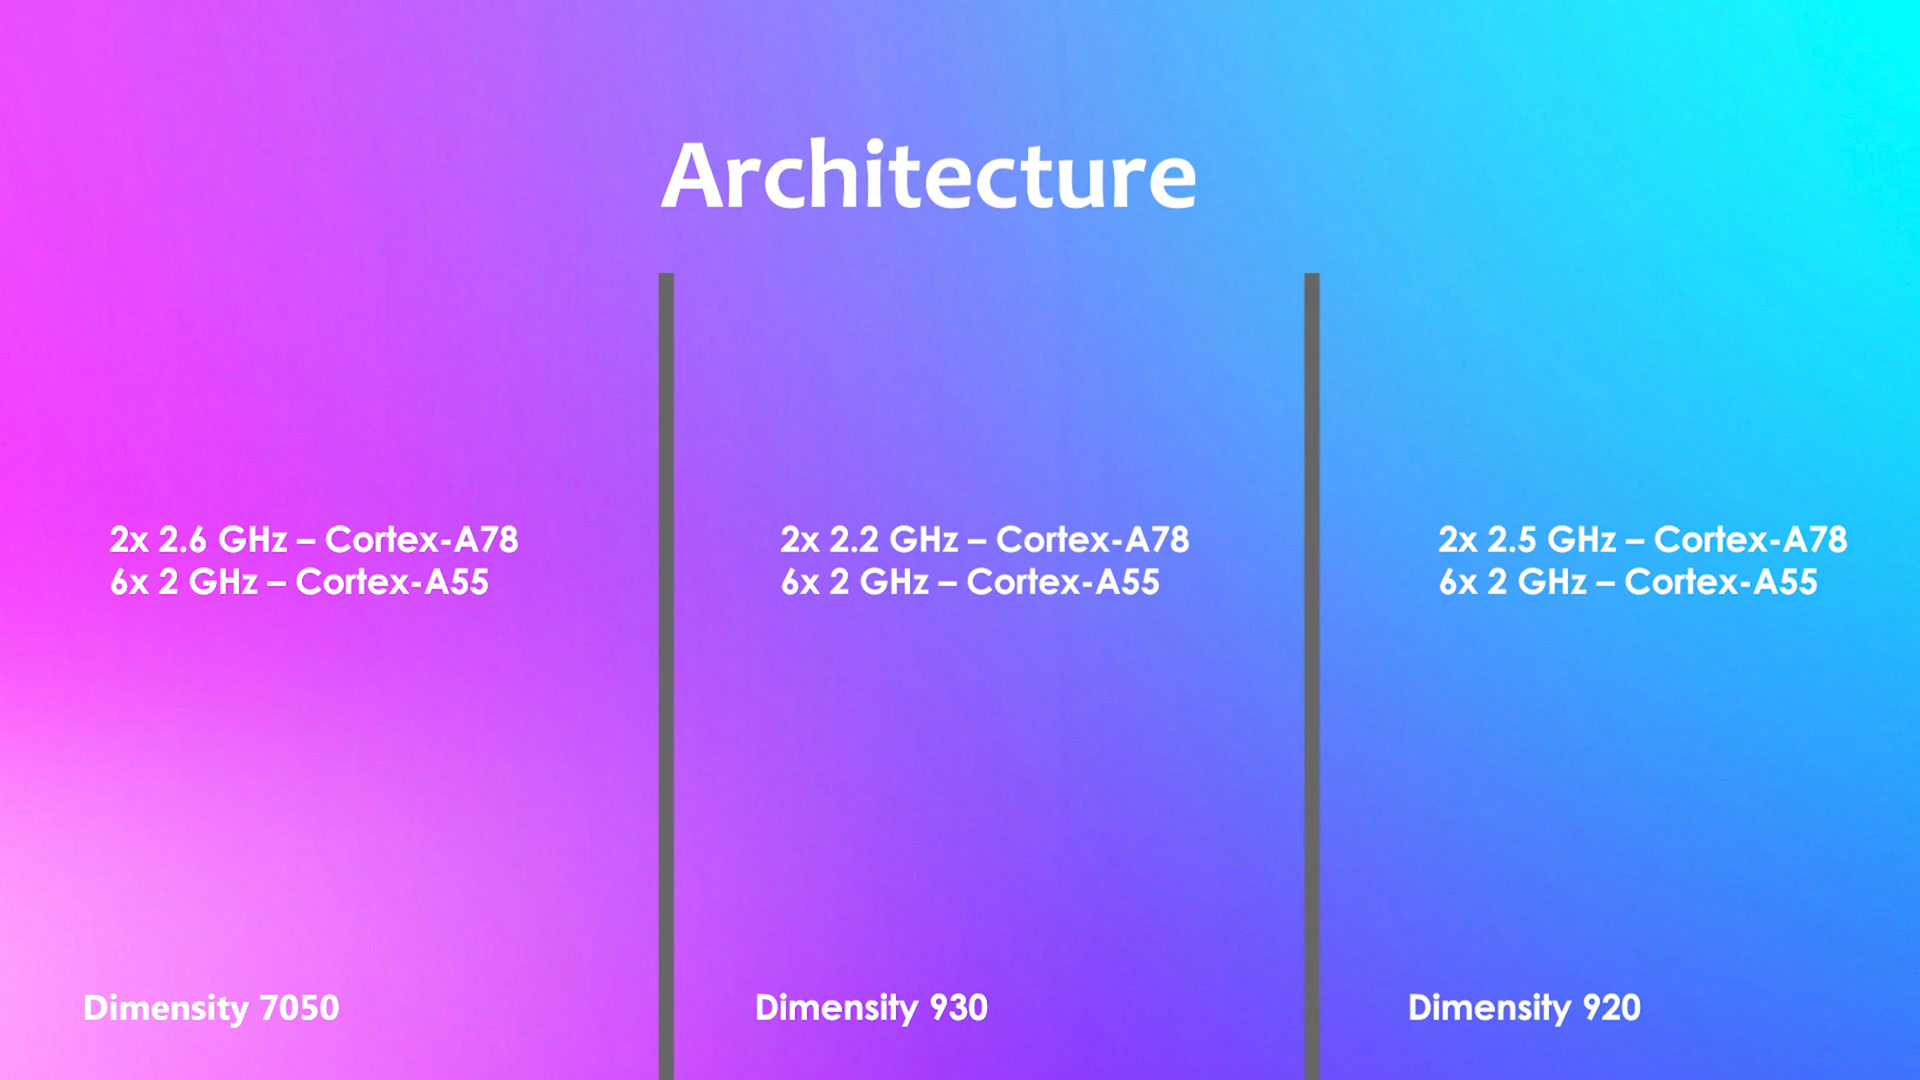 Architecture
2x 2.6 GHz – Cortex-A78
6x 2 GHz – Cortex-A55
2x 2.2 GHz – Cortex-A78
6x 2 GHz – Cortex-A55
2x 2.5 GHz – Cortex-A78
6x 2 GHz – Cortex-A55
Dimensity 7050
Dimensity 930
Dimensity 920